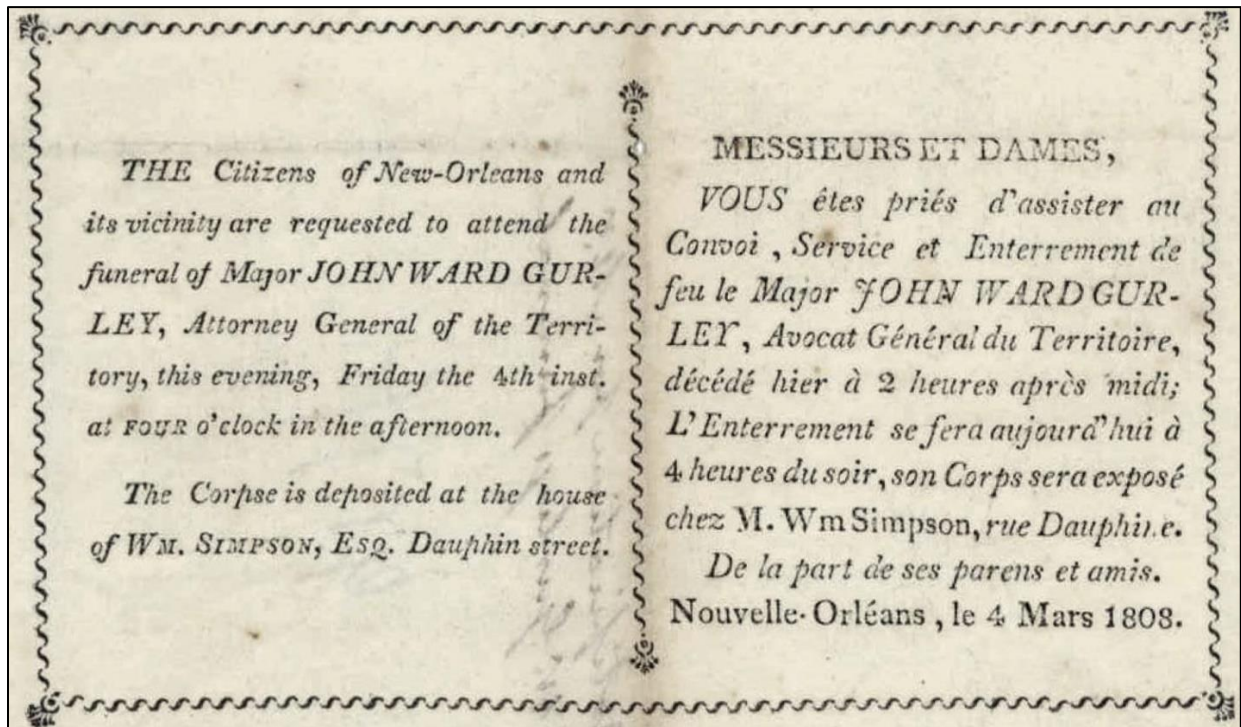 THE Citizens of New-Orleans and
its vicinity are requested to attend the
funeral of Major JOHN WARD GUR-
LEY, Attorney General of the Terri-
tory, this evening, Friday the 4th inst.
at FOUR o'clock in the afternoon.
The Corpse is deposited at the house
of WM. SIMPSON, ESQ. Dauphin street.
MESSIEURS ET DAMES,
VOUS êtes priés d'assister au
Convoi, Service et Enterrement de
feu le Major JOHN WARD GUR-
LEY, Avocat Général du Territoire,
décédé hier à 2 heures après midi;
L'Enterrement se fera aujourd'hui à
4 heures du soir, son Corps sera exposé
chez M. Wm Simpson, rue Dauphine.
De la part de ses parens et amis.
Nouvelle-Orléans, le 4 Mars 1808.